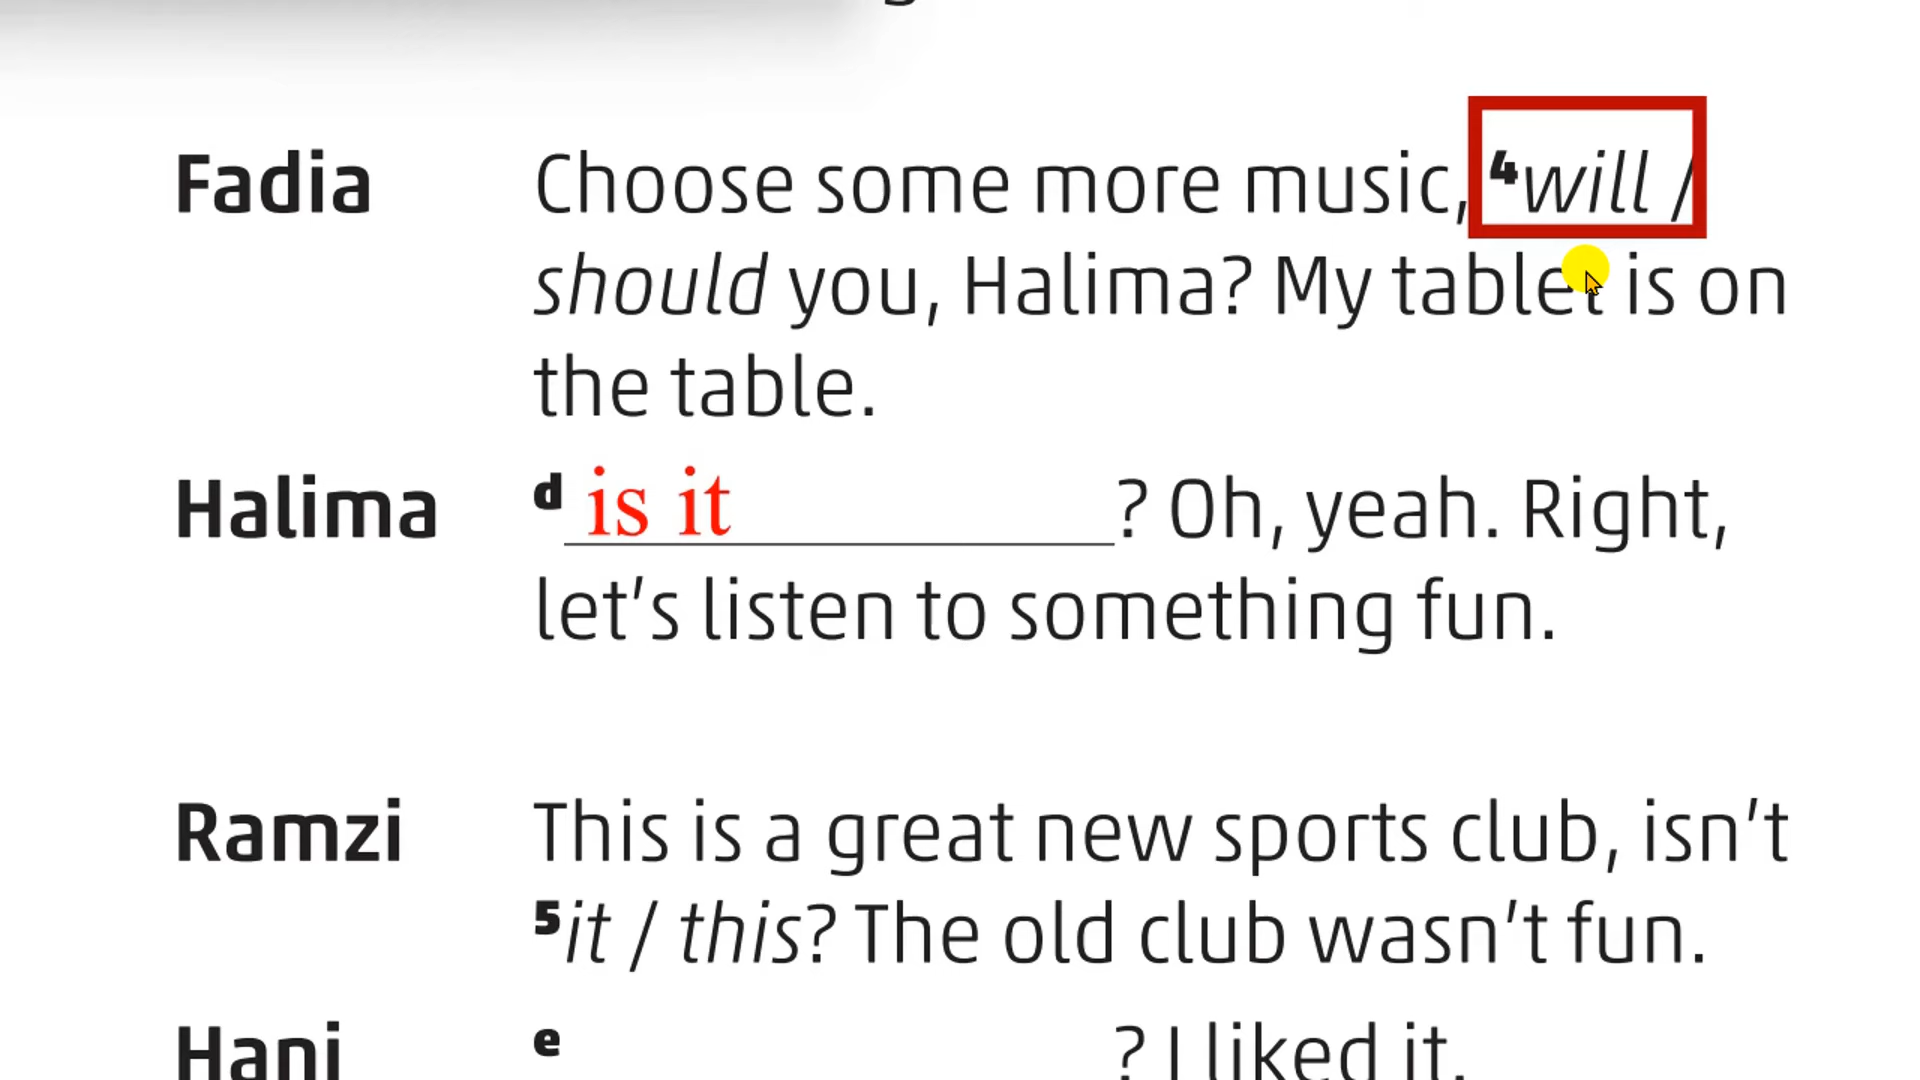 Fadia Choose some more music, 4will /
should you, Halima? My tablet is on
the table.
Halima d is it ? Oh, yeah. Right,
let's listen to something fun.
Ramzi This is a great new sports club, isn't
5it / this? The old club wasn't fun.
Hani e ? I liked it.